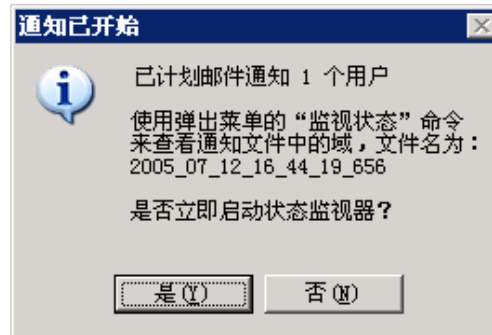 通知已开始
已计划邮件通知 1 个用户
使用弹出菜单的“监视状态”命令
来查看通知文件中的域，文件名为：
2005_07_12_16_44_19_656
是否立即启动状态监视器？
是(Y)
否(N)